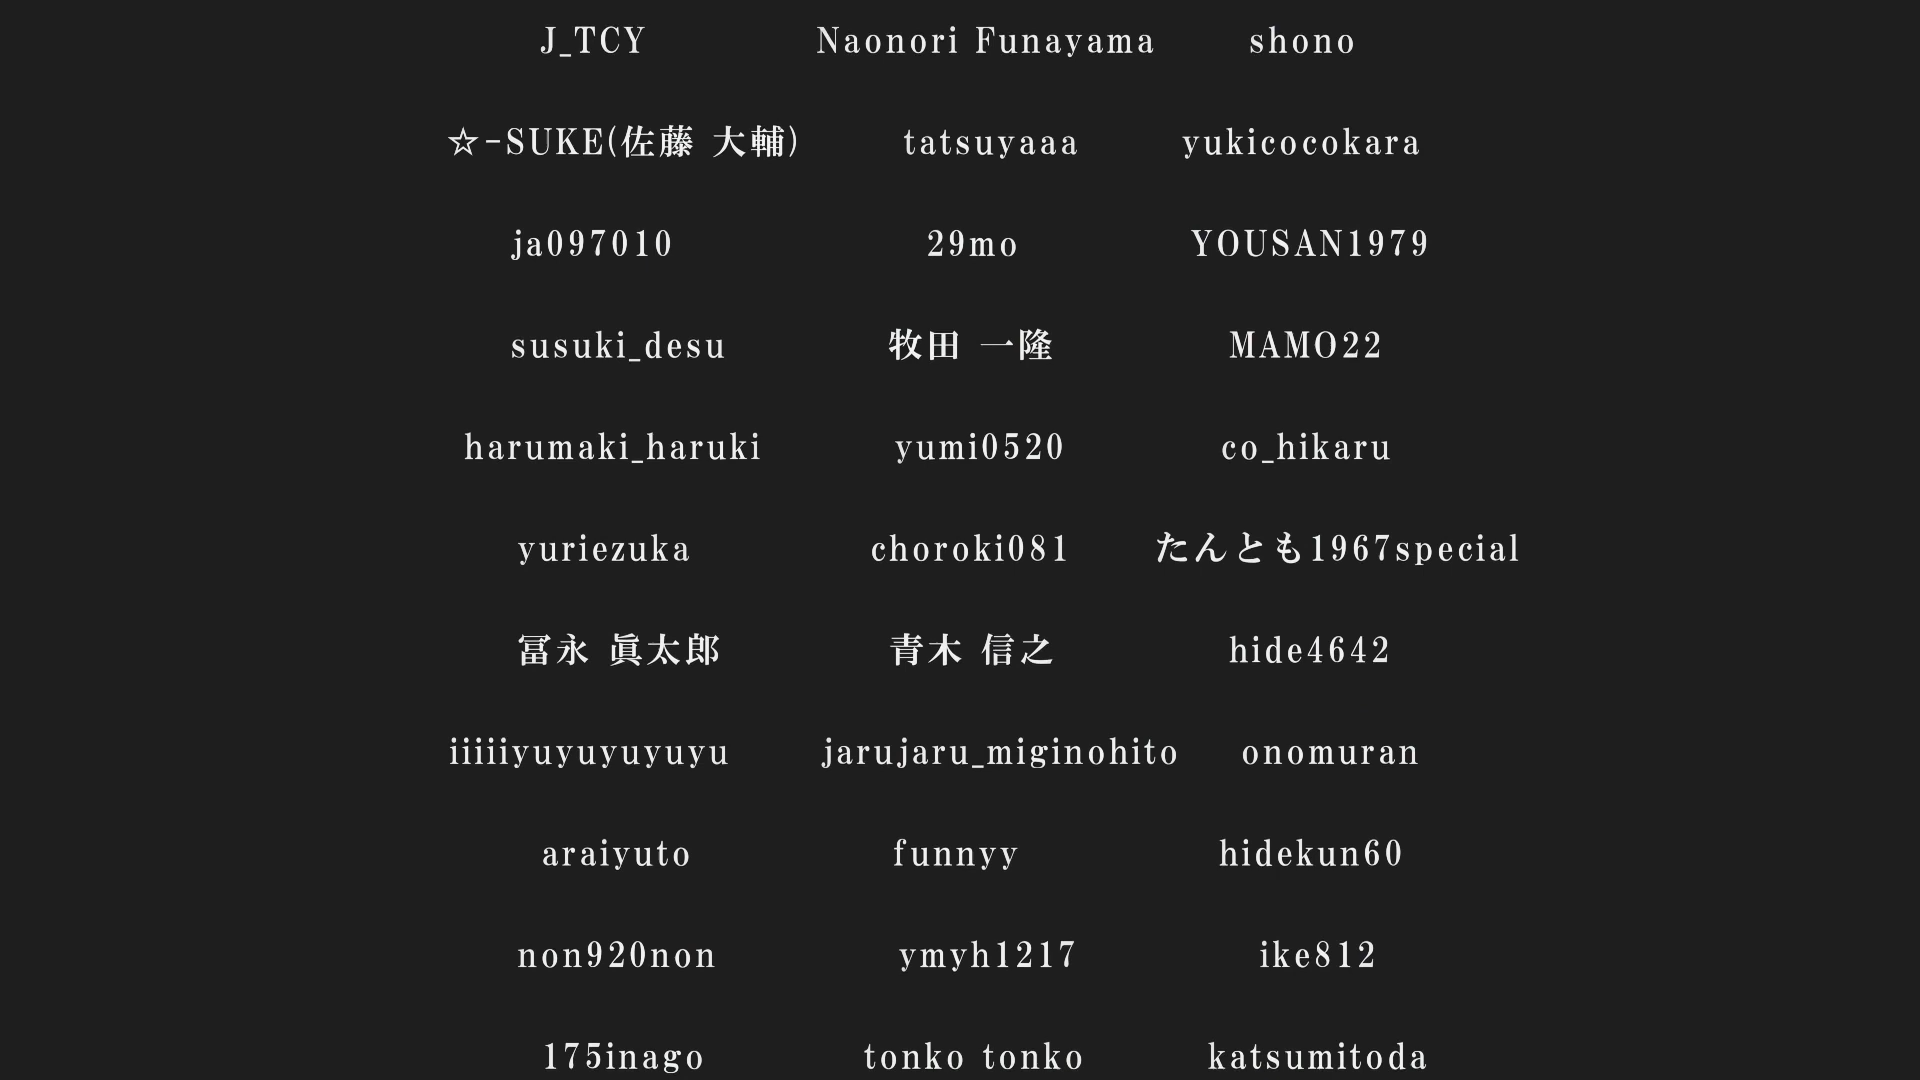 J_TCY Naonori Funayama shono
☆-SUKE(佐藤 大輔) tatsuyaaa yukicocokara
ja097010 29mo YOUSAN1979
susuki_desu 牧田 一隆 MAMO22
harumaki_haruki yumi0520 co_hikaru
yuriezuka choroki081 たんとも1967special
冨永 眞太郎 青木 信之 hide4642
iiiiiyuyuyuyuyu jarujaru_miginohito onomuran
araiyuto funnyy hidekun60
non920non ymyh1217 ike812
175inago tonko tonko katsumitoda